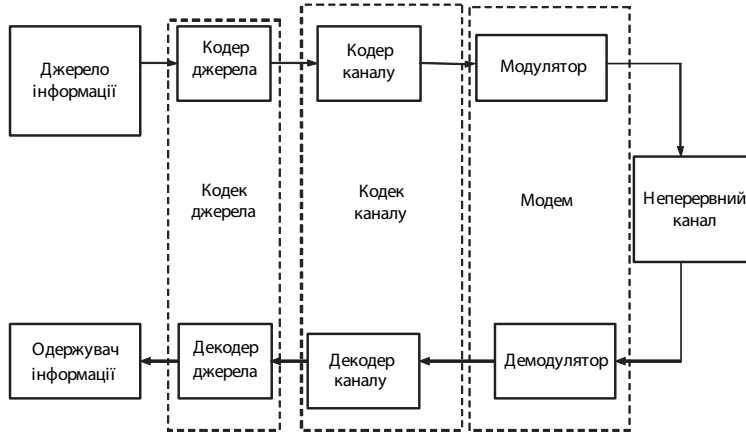 Джерело
інформації
Кодер
джерела
Кодер
каналу
Модулятор
Кодек
джерела
Кодек
каналу
Модем
Неперервний
канал
Одержувач
інформації
Декодер
джерела
Декодер
каналу
Демодулятор